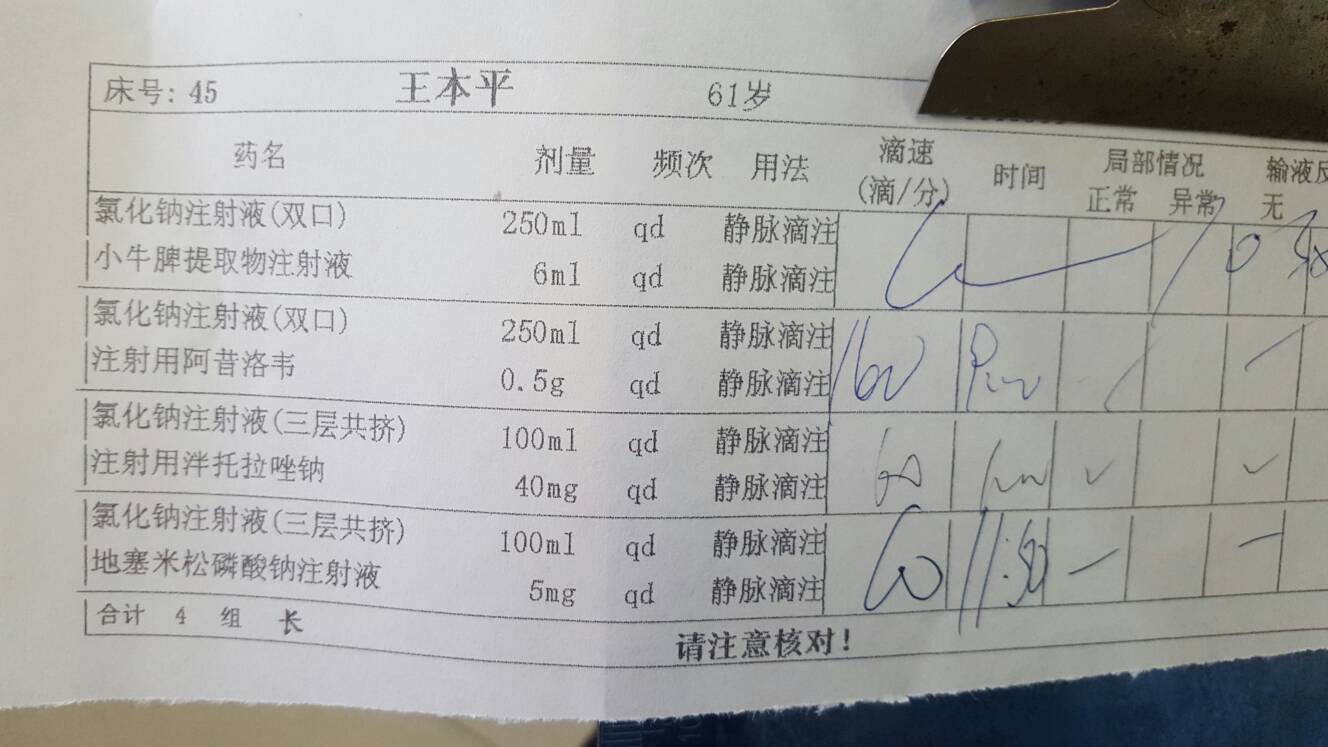 床号: 45 王本平 61岁
药名 剂量 频次 用法 滴速(滴/分) 时间 局部情况 正常 异常 输液反 无
氯化钠注射液(双口) 250ml qd 静脉滴注
小牛脾提取物注射液 6ml qd 静脉滴注
氯化钠注射液(双口) 250ml qd 静脉滴注
注射用阿昔洛韦 0.5g qd 静脉滴注
氯化钠注射液(三层共挤) 100ml qd 静脉滴注
注射用泮托拉唑钠 40mg qd 静脉滴注
氯化钠注射液(三层共挤) 100ml qd 静脉滴注
地塞米松磷酸钠注射液 5mg qd 静脉滴注 60 11:50
合计 4 组 长 请注意核对!